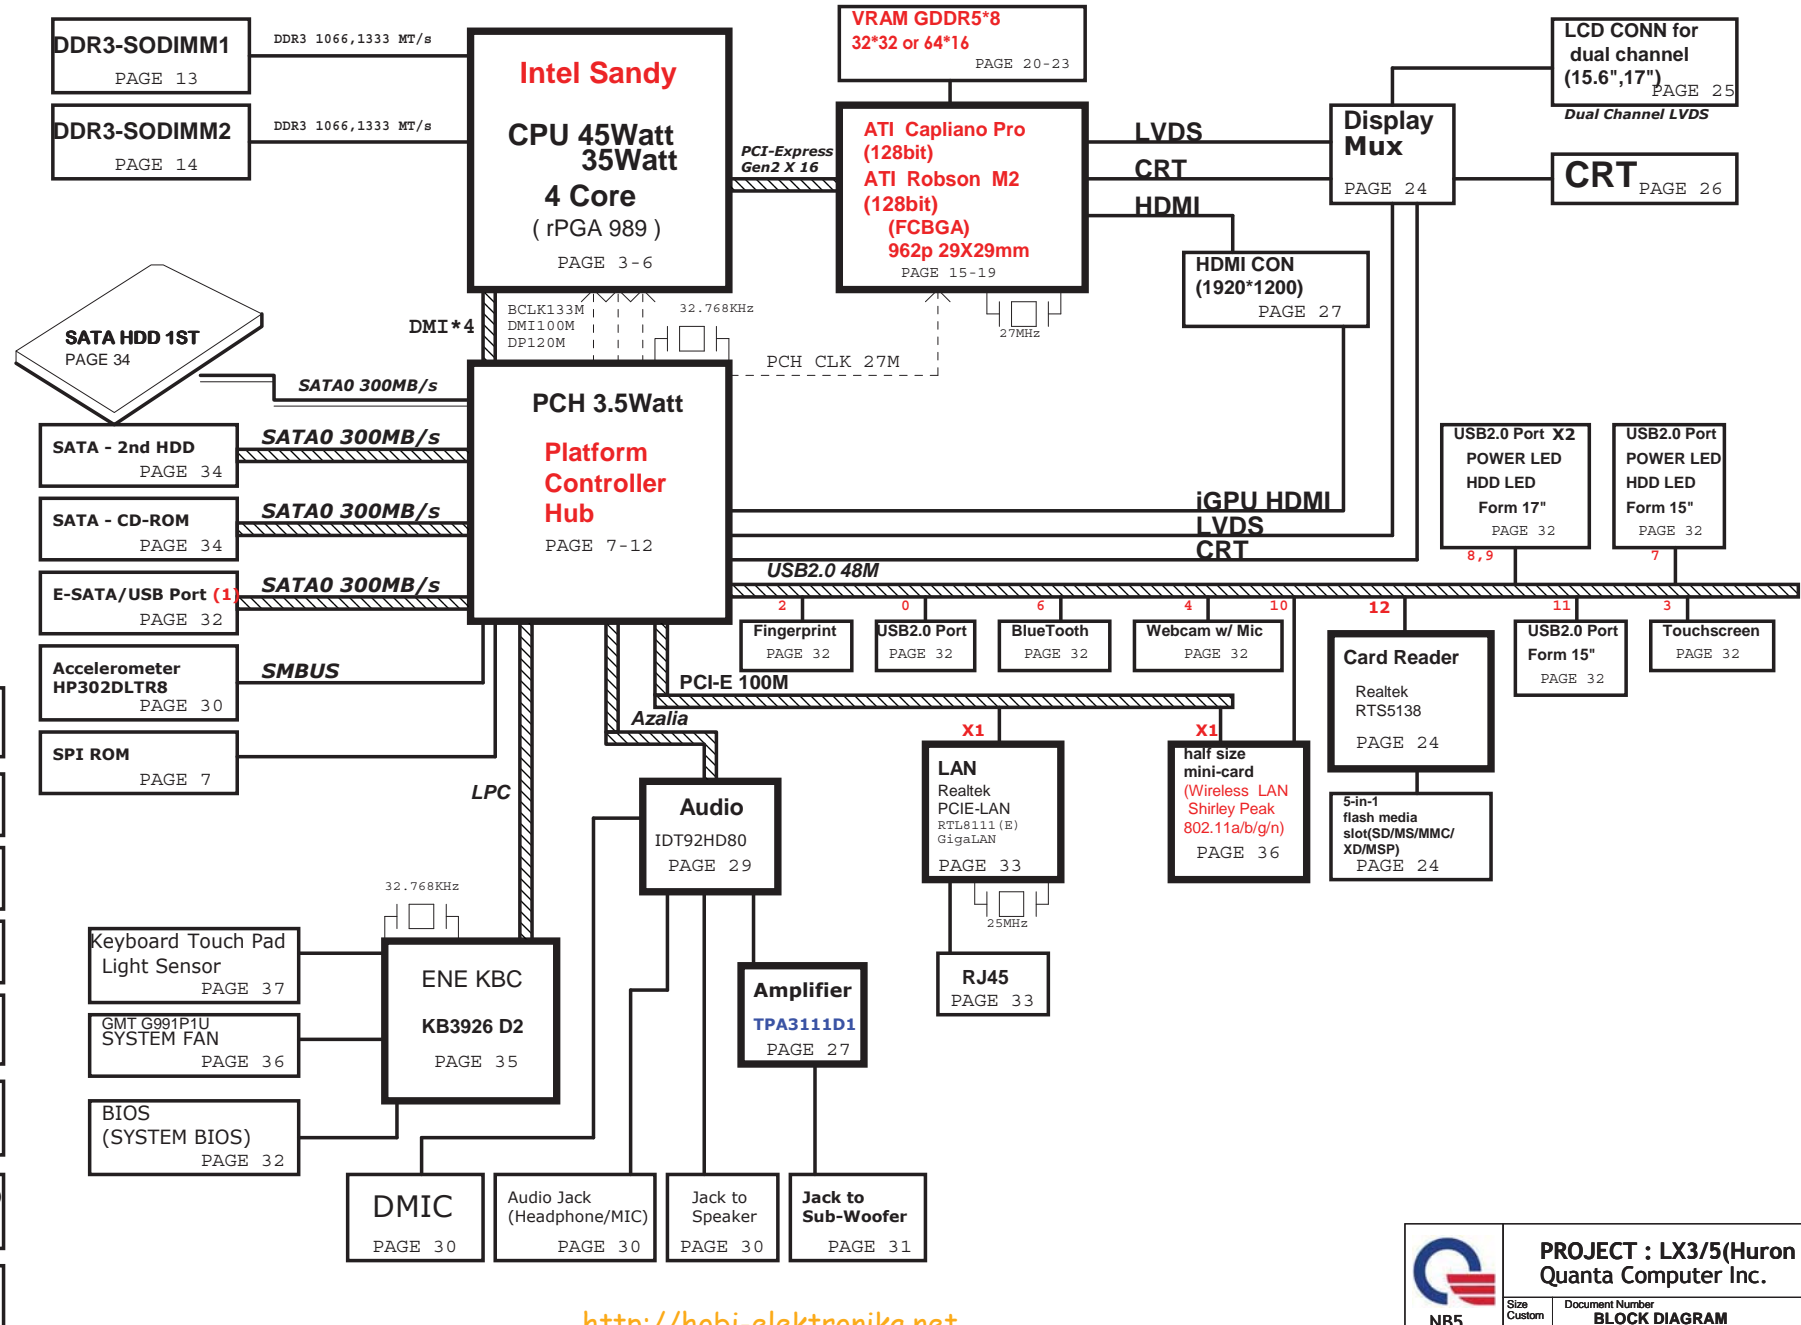 DDR3-SODIMM1
PAGE 13
DDR3 1066,1333 MT/s
DDR3-SODIMM2
PAGE 14
DDR3 1066,1333 MT/s
Intel Sandy
CPU 45Watt
35Watt
4 Core
( rPGA 989 )
PAGE 3-6
PCI-Express
Gen2 X 16
VRAM GDDR5*8
32*32 or 64*16
PAGE 20-23
ATI Capliano Pro
(128bit)
ATI Robson M2
(128bit)
(FCBGA)
962p 29X29mm
PAGE 15-19
27MHz
LVDS
CRT
HDMI
Display
Mux
PAGE 24
LCD CONN for
dual channel
(15.6",17")
PAGE 25
Dual Channel LVDS
CRT
PAGE 26
HDMI CON
(1920*1200)
PAGE 27
SATA HDD 1ST
PAGE 34
DMI*4
BCLK133M
DMI100M
DP120M
32.768KHz
PCH CLK 27M
SATA0 300MB/s
PCH 3.5Watt
Platform
Controller
Hub
PAGE 7-12
SATA - 2nd HDD
PAGE 34
SATA0 300MB/s
SATA - CD-ROM
PAGE 34
SATA0 300MB/s
E-SATA/USB Port (1)
PAGE 32
SATA0 300MB/s
Accelerometer
HP302DLTR8
PAGE 30
SMBUS
SPI ROM
PAGE 7
iGPU HDMI
LVDS
CRT
USB2.0 48M
USB2.0 Port X2
POWER LED
HDD LED
Form 17"
PAGE 32
8,9
USB2.0 Port
POWER LED
HDD LED
Form 15"
PAGE 32
7
2
0
6
4
10
12
11
3
Fingerprint
PAGE 32
USB2.0 Port
PAGE 32
BlueTooth
PAGE 32
Webcam w/ Mic
PAGE 32
Card Reader
Realtek
RTS5138
PAGE 24
USB2.0 Port
Form 15"
PAGE 32
Touchscreen
PAGE 32
PCI-E 100M
Azalia
LPC
X1
X1
LAN
Realtek
PCIE-LAN
RTL8111(E)
GigaLAN
PAGE 33
25MHz
half size
mini-card
(Wireless LAN
Shirley Peak
802.11a/b/g/n)
PAGE 36
5-in-1
flash media
slot(SD/MS/MMC/
XD/MSP)
PAGE 24
Audio
IDT92HD80
PAGE 29
32.768KHz
Keyboard Touch Pad
Light Sensor
PAGE 37
GMT G991P1U
SYSTEM FAN
PAGE 36
BIOS
(SYSTEM BIOS)
PAGE 32
ENE KBC
KB3926 D2
PAGE 35
Amplifier
TPA3111D1
PAGE 27
RJ45
PAGE 33
DMIC
PAGE 30
Audio Jack
(Headphone/MIC)
PAGE 30
Jack to
Speaker
PAGE 30
Jack to
Sub-Woofer
PAGE 31
PROJECT : LX3/5(Huron
Quanta Computer Inc.
NB5
Size
Custom
Document Number
BLOCK DIAGRAM
http://hobi-elektronika.net